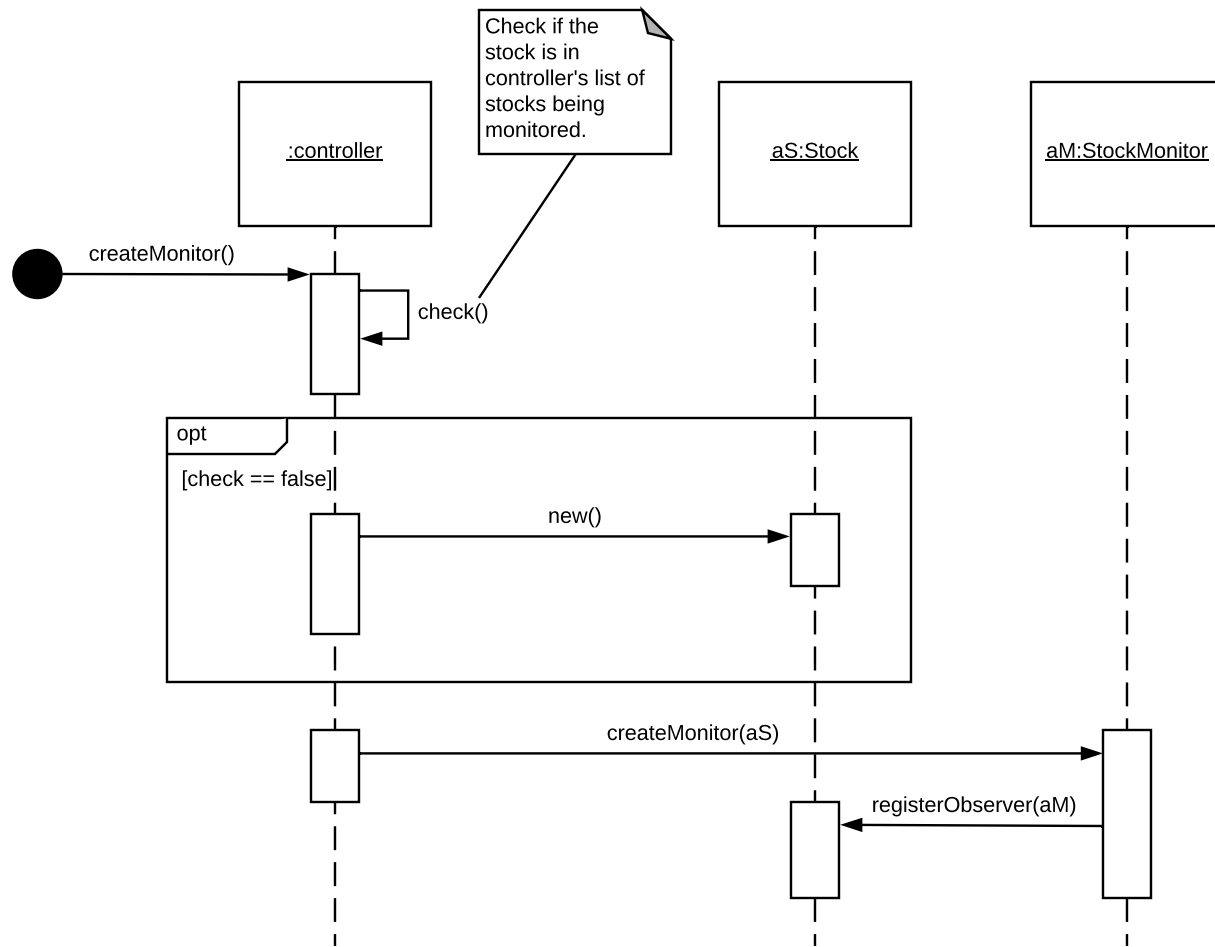 Check if the
stock is in
controller's list of
stocks being
monitored.
:controller
aS:Stock
aM:StockMonitor
createMonitor()
check()
opt
[check == false]
new()
createMonitor(aS)
registerObserver(aM)